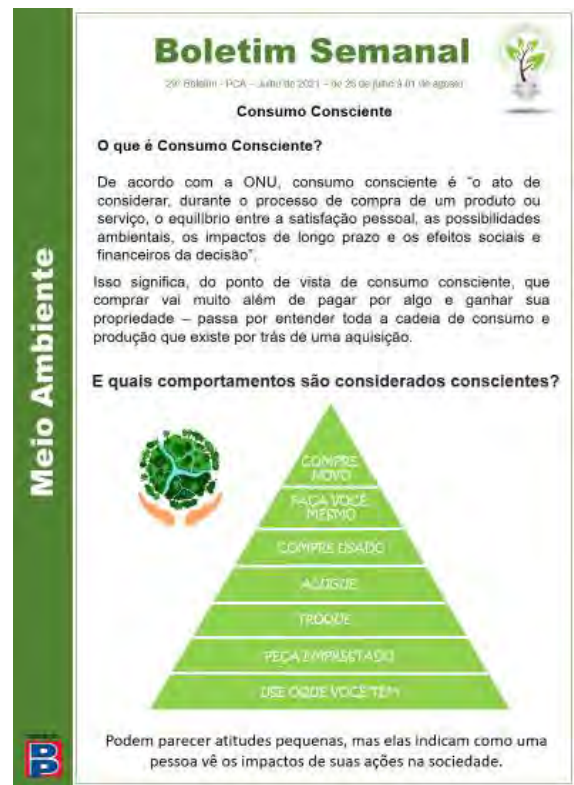 Boletim Semanal
29º Boletim - PCA – Julho de 2021 – de 26 de julho à 01 de agosto
Consumo Consciente
O que é Consumo Consciente?
De acordo com a ONU, consumo consciente é "o ato de
considerar, durante o processo de compra de um produto ou
serviço, o equilíbrio entre a satisfação pessoal, as possibilidades
ambientais, os impactos de longo prazo e os efeitos sociais e
financeiros da decisão".
Isso significa, do ponto de vista de consumo consciente, que
comprar vai muito além de pagar por algo e ganhar sua
propriedade – passa por entender toda a cadeia de consumo e
produção que existe por trás de uma aquisição.
E quais comportamentos são considerados conscientes?
COMPRE
NOVO
FAÇA VOCÊ
MESMO
COMPRE USADO
ALUGUE
TROQUE
PEÇA EMPRESTADO
USE OQUE VOCÊ TEM
Podem parecer atitudes pequenas, mas elas indicam como uma
pessoa vê os impactos de suas ações na sociedade.
Meio Ambiente